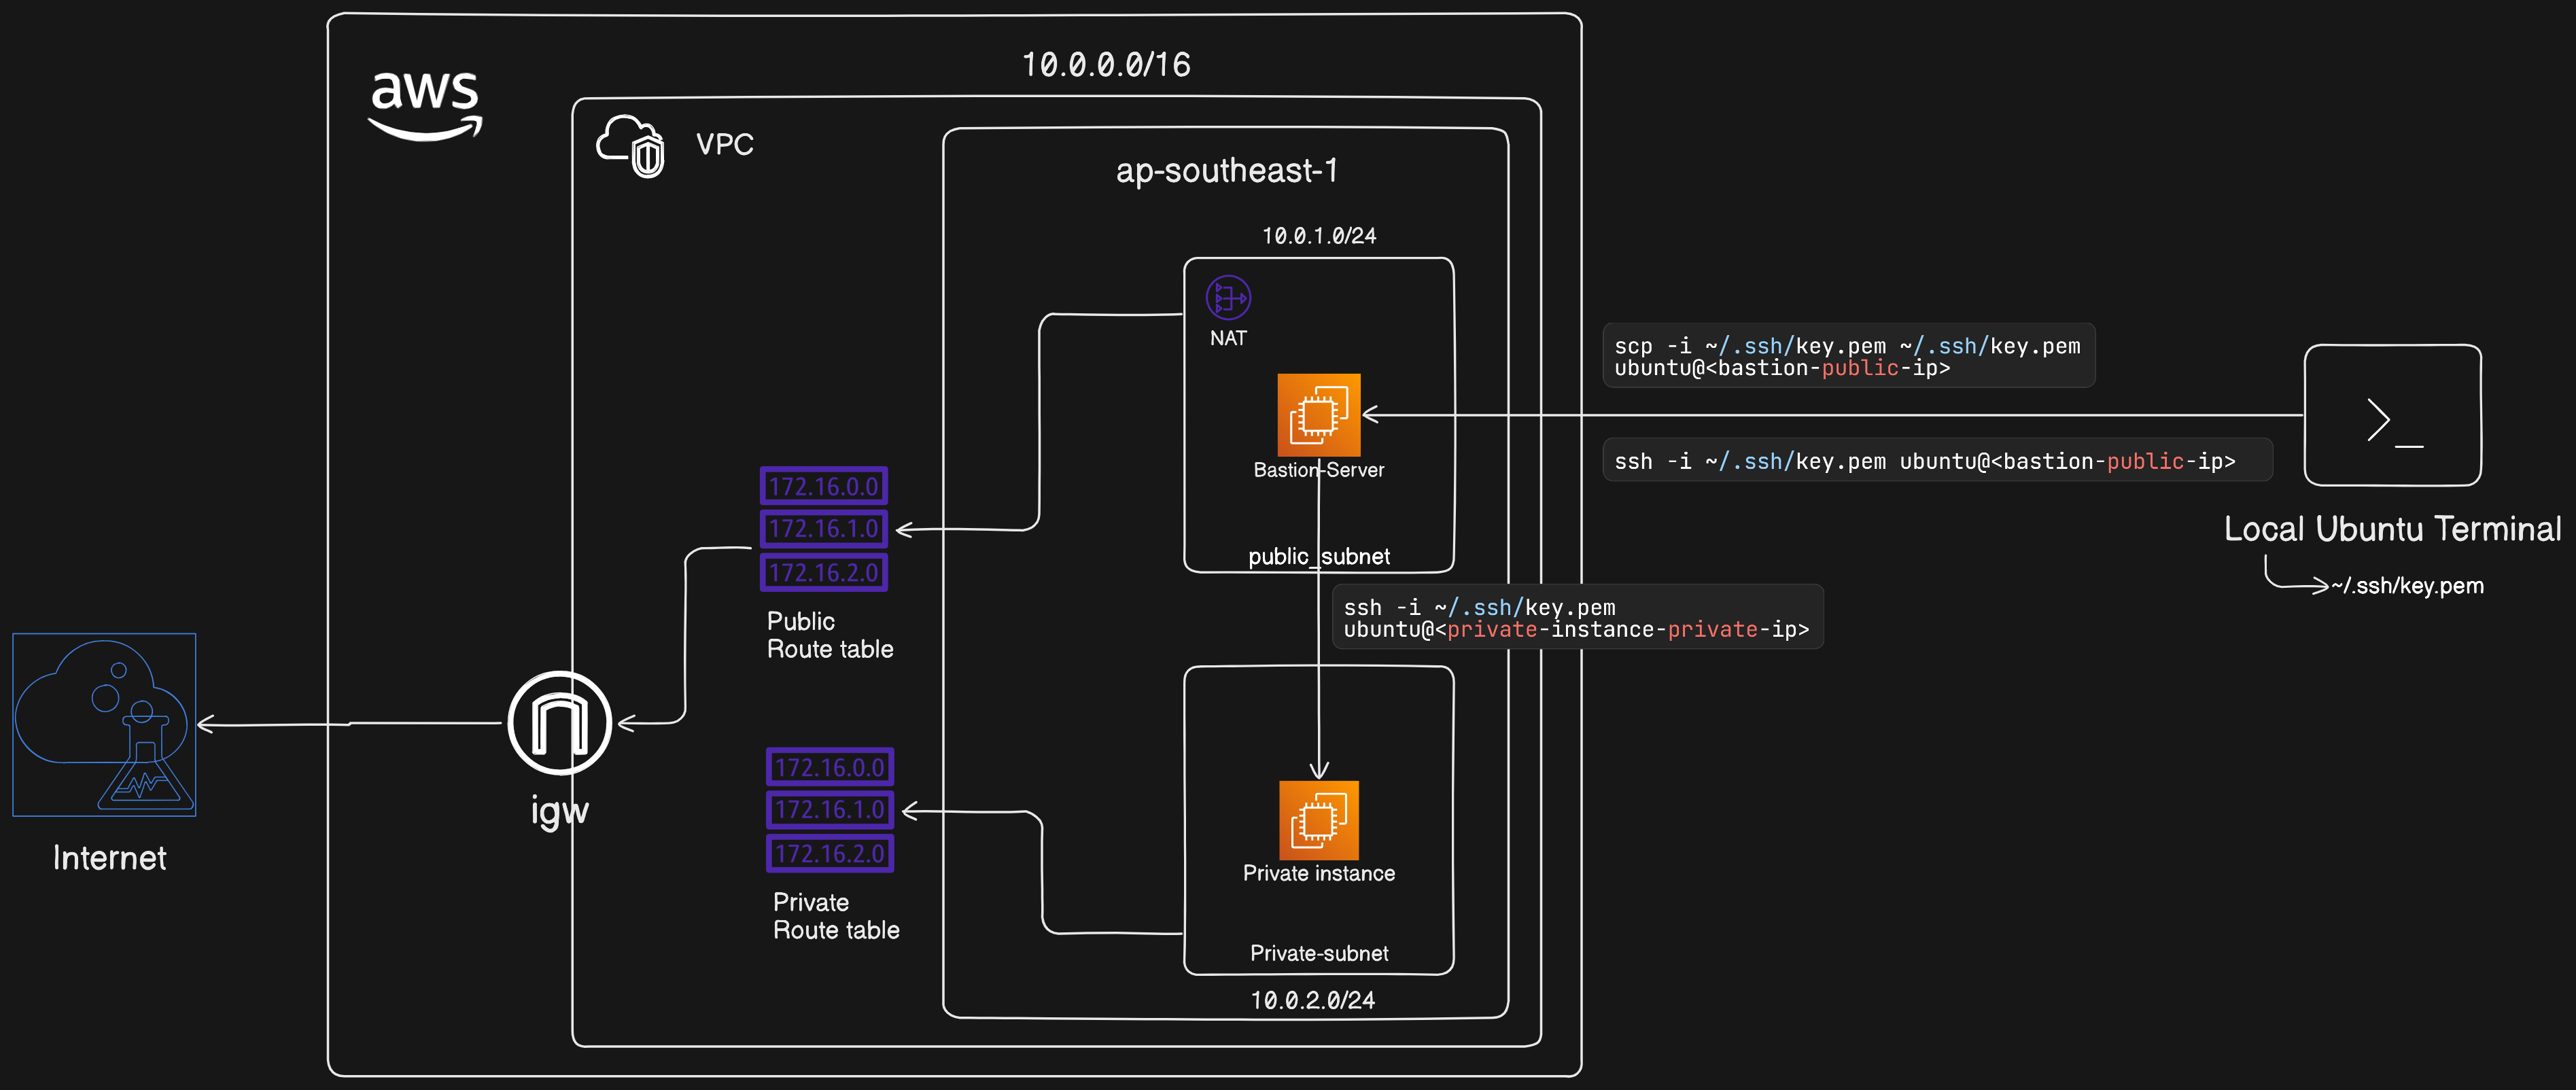 aws
10.0.0.0/16
VPC
ap-southeast-1
10.0.1.0/24
NAT
Bastion-Server
public_subnet
scp -i ~/.ssh/key.pem ~/.ssh/key.pem
ubuntu@<bastion-public-ip>
ssh -i ~/.ssh/key.pem ubuntu@<bastion-public-ip>
Local Ubuntu Terminal
~/.ssh/key.pem
172.16.0.0
172.16.1.0
172.16.2.0
Public
Route table
ssh -i ~/.ssh/key.pem
ubuntu@<private-instance-private-ip>
igw
Internet
172.16.0.0
172.16.1.0
172.16.2.0
Private
Route table
Private instance
Private-subnet
10.0.2.0/24